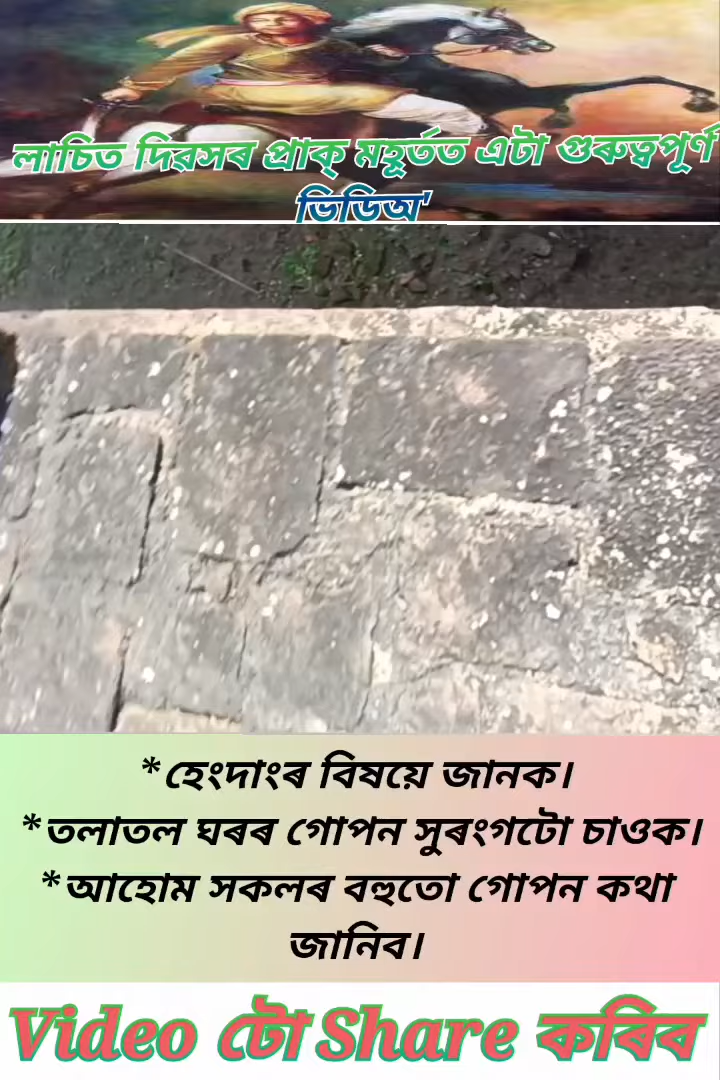 লাচিত দিৱসৰ প্ৰাক্ মহূৰ্তত এটা গুৰুত্বপূৰ্ণ
ভিডিঅ'
*হেংদাংৰ বিষয়ে জানক।
*তলাতল ঘৰৰ গোপন সুৰংগটো চাওক।
*আহোম সকলৰ বহুতো গোপন কথা
জানিব।
Video টো Share কৰিব